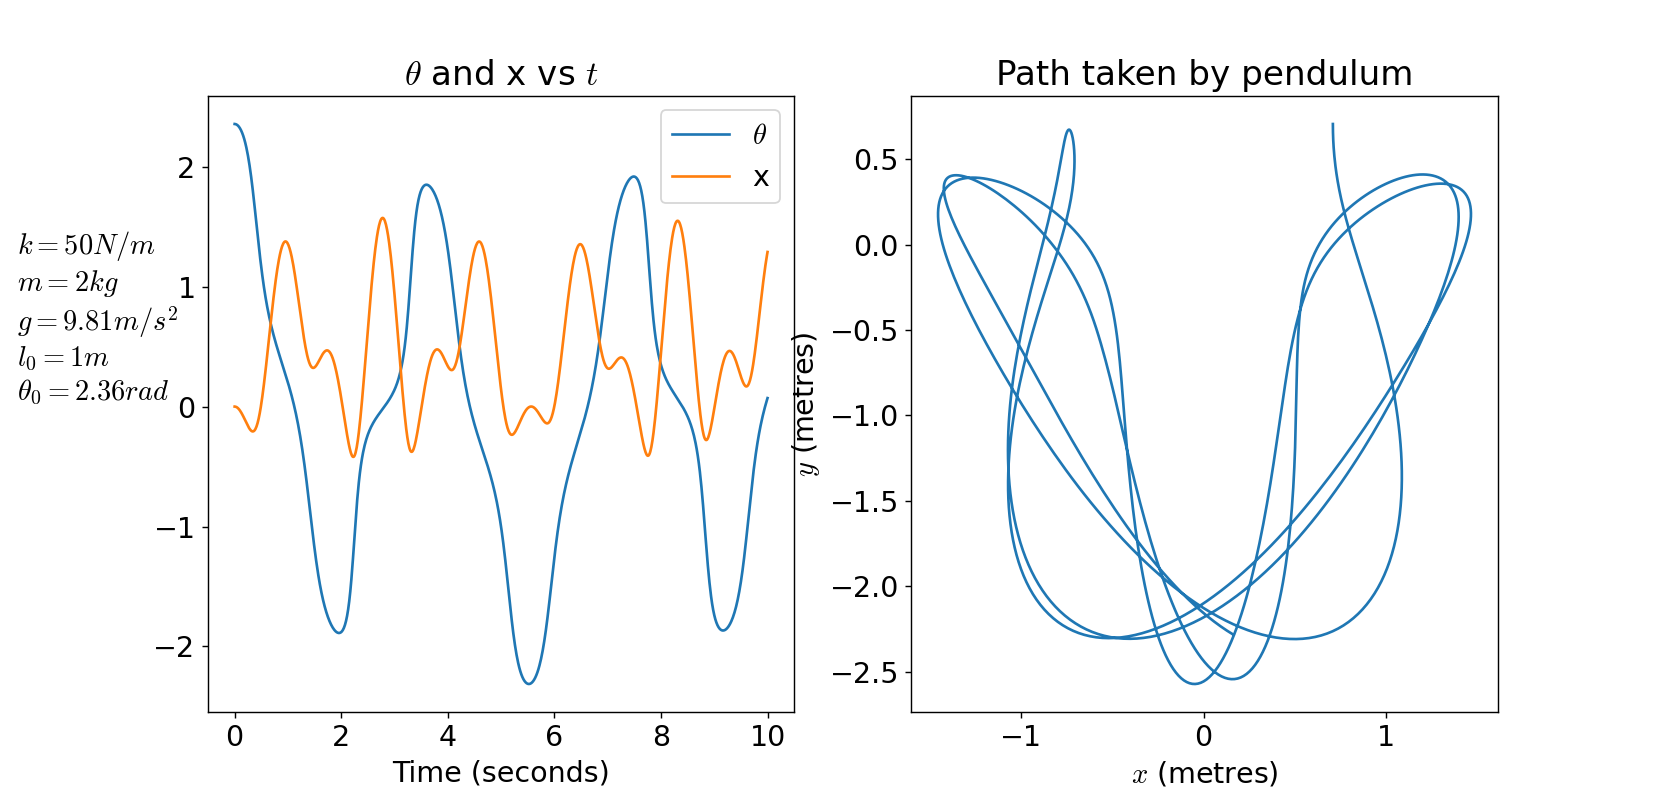 θ and x vs t
Path taken by pendulum
k = 50N/m
m = 2kg
g = 9.81m/s²
l₀ = 1m
θ₀ = 2.36rad
θ
x
2
1
0
−1
−2
0 2 4 6 8 10
Time (seconds)
y (metres)
0.5
0.0
−0.5
−1.0
−1.5
−2.0
−2.5
−1 0 1
x (metres)